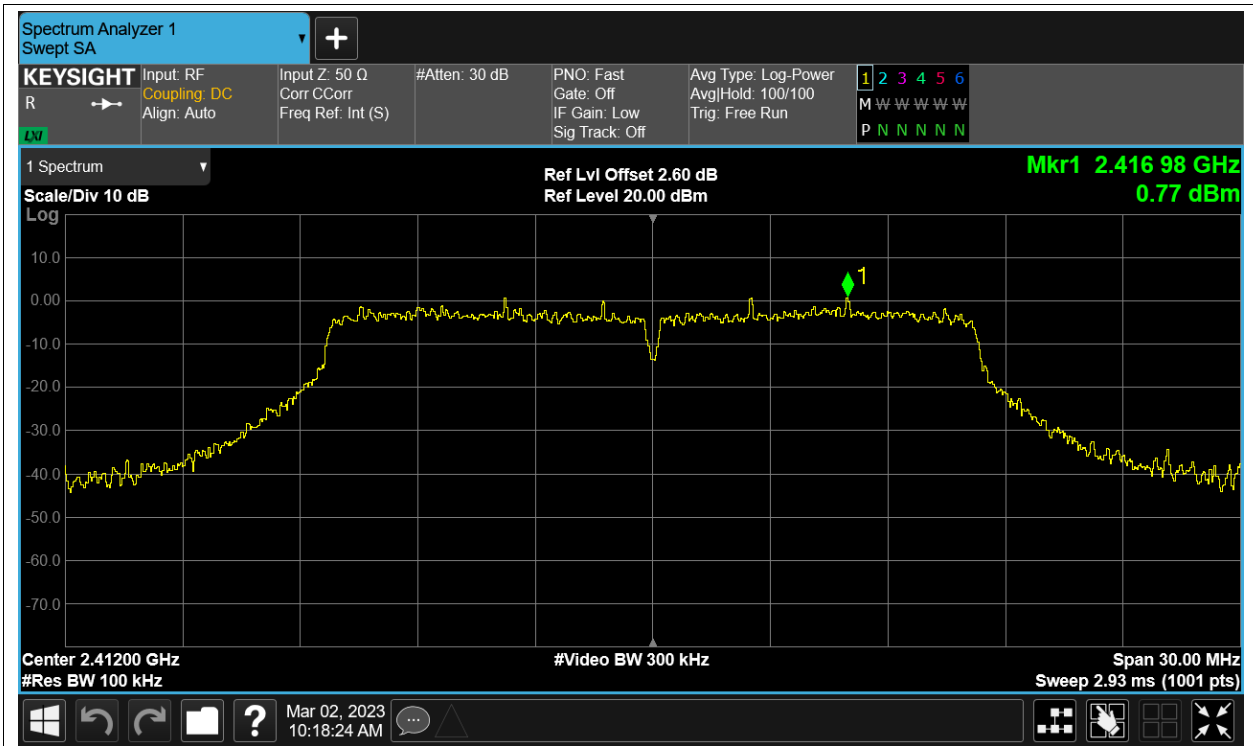 Spectrum Analyzer 1
Swept SA
KEYSIGHT
R
LXI
Input: RF
Coupling: DC
Align: Auto
Input Z: 50 Ω
Corr CCorr
Freq Ref: Int (S)
#Atten: 30 dB
PNO: Fast
Gate: Off
IF Gain: Low
Sig Track: Off
Avg Type: Log-Power
Avg|Hold: 100/100
Trig: Free Run
1 2 3 4 5 6
M W W W W W
P N N N N N
1 Spectrum
Scale/Div 10 dB
Log
Ref Lvl Offset 2.60 dB
Ref Level 20.00 dBm
Mkr1 2.416 98 GHz
0.77 dBm
10.0
0.00
-10.0
-20.0
-30.0
-40.0
-50.0
-60.0
-70.0
1
Center 2.41200 GHz
#Res BW 100 kHz
#Video BW 300 kHz
Span 30.00 MHz
Sweep 2.93 ms (1001 pts)
?
Mar 02, 2023
10:18:24 AM